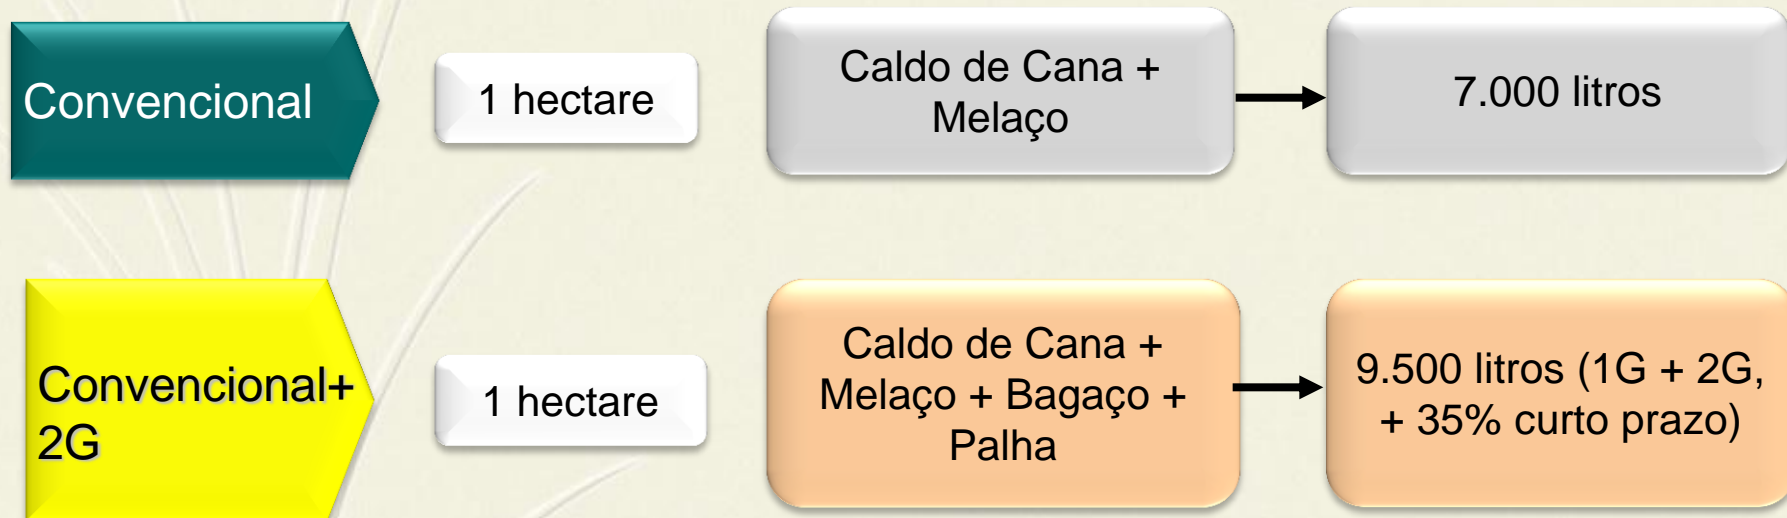 Convencional
1 hectare
Caldo de Cana +
Melaço
7.000 litros
Convencional+
2G
1 hectare
Caldo de Cana +
Melaço + Bagaço +
Palha
9.500 litros (1G + 2G,
+ 35% curto prazo)